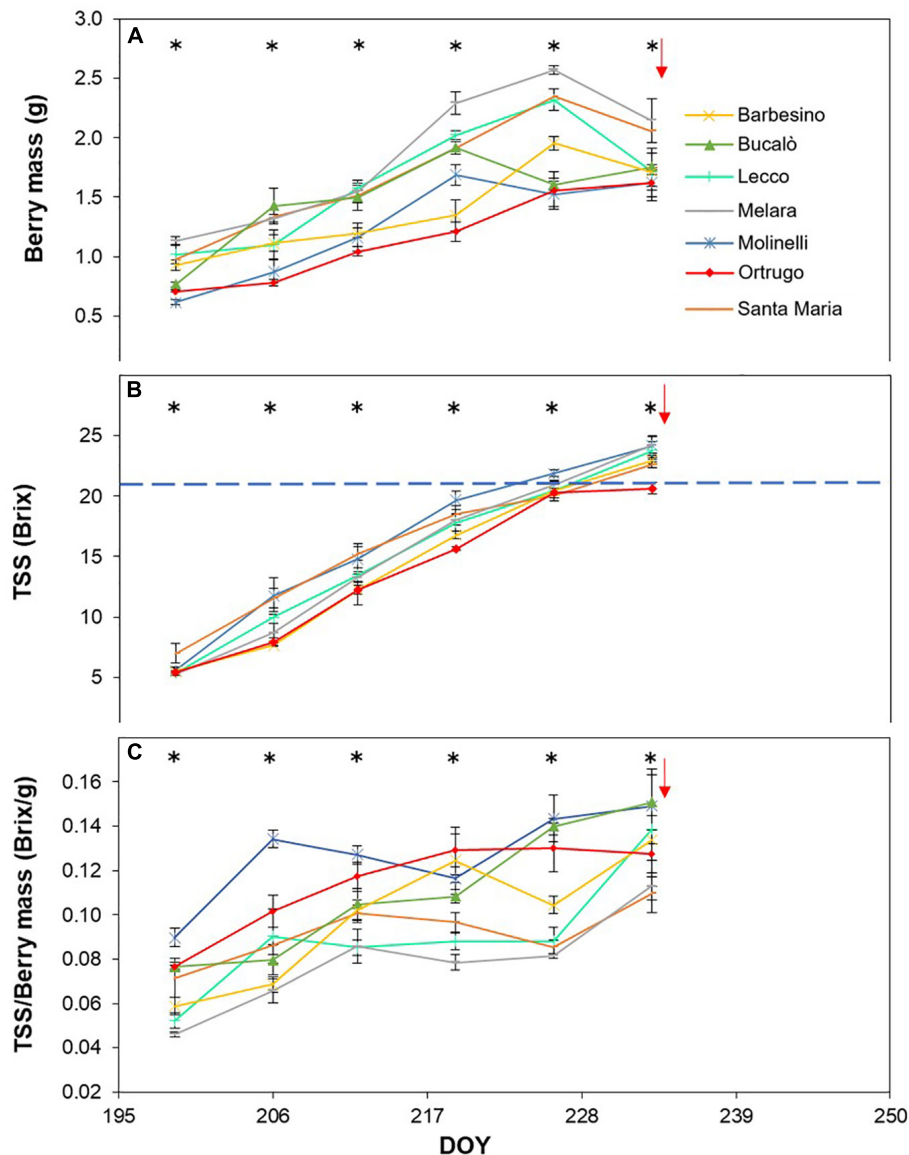 A
* * * * * *
3.0
2.5
2.0
1.5
1.0
0.5
Berry mass (g)
Barbesino
Bucalò
Lecco
Melara
Molinelli
Ortrugo
Santa Maria
B
* * * * * *
25
20
15
10
5
TSS (Brix)
C
* * * * * *
0.16
0.14
0.12
0.10
0.08
0.06
0.04
0.02
TSS/Berry mass (Brix/g)
195 206 217 228 239 250
DOY